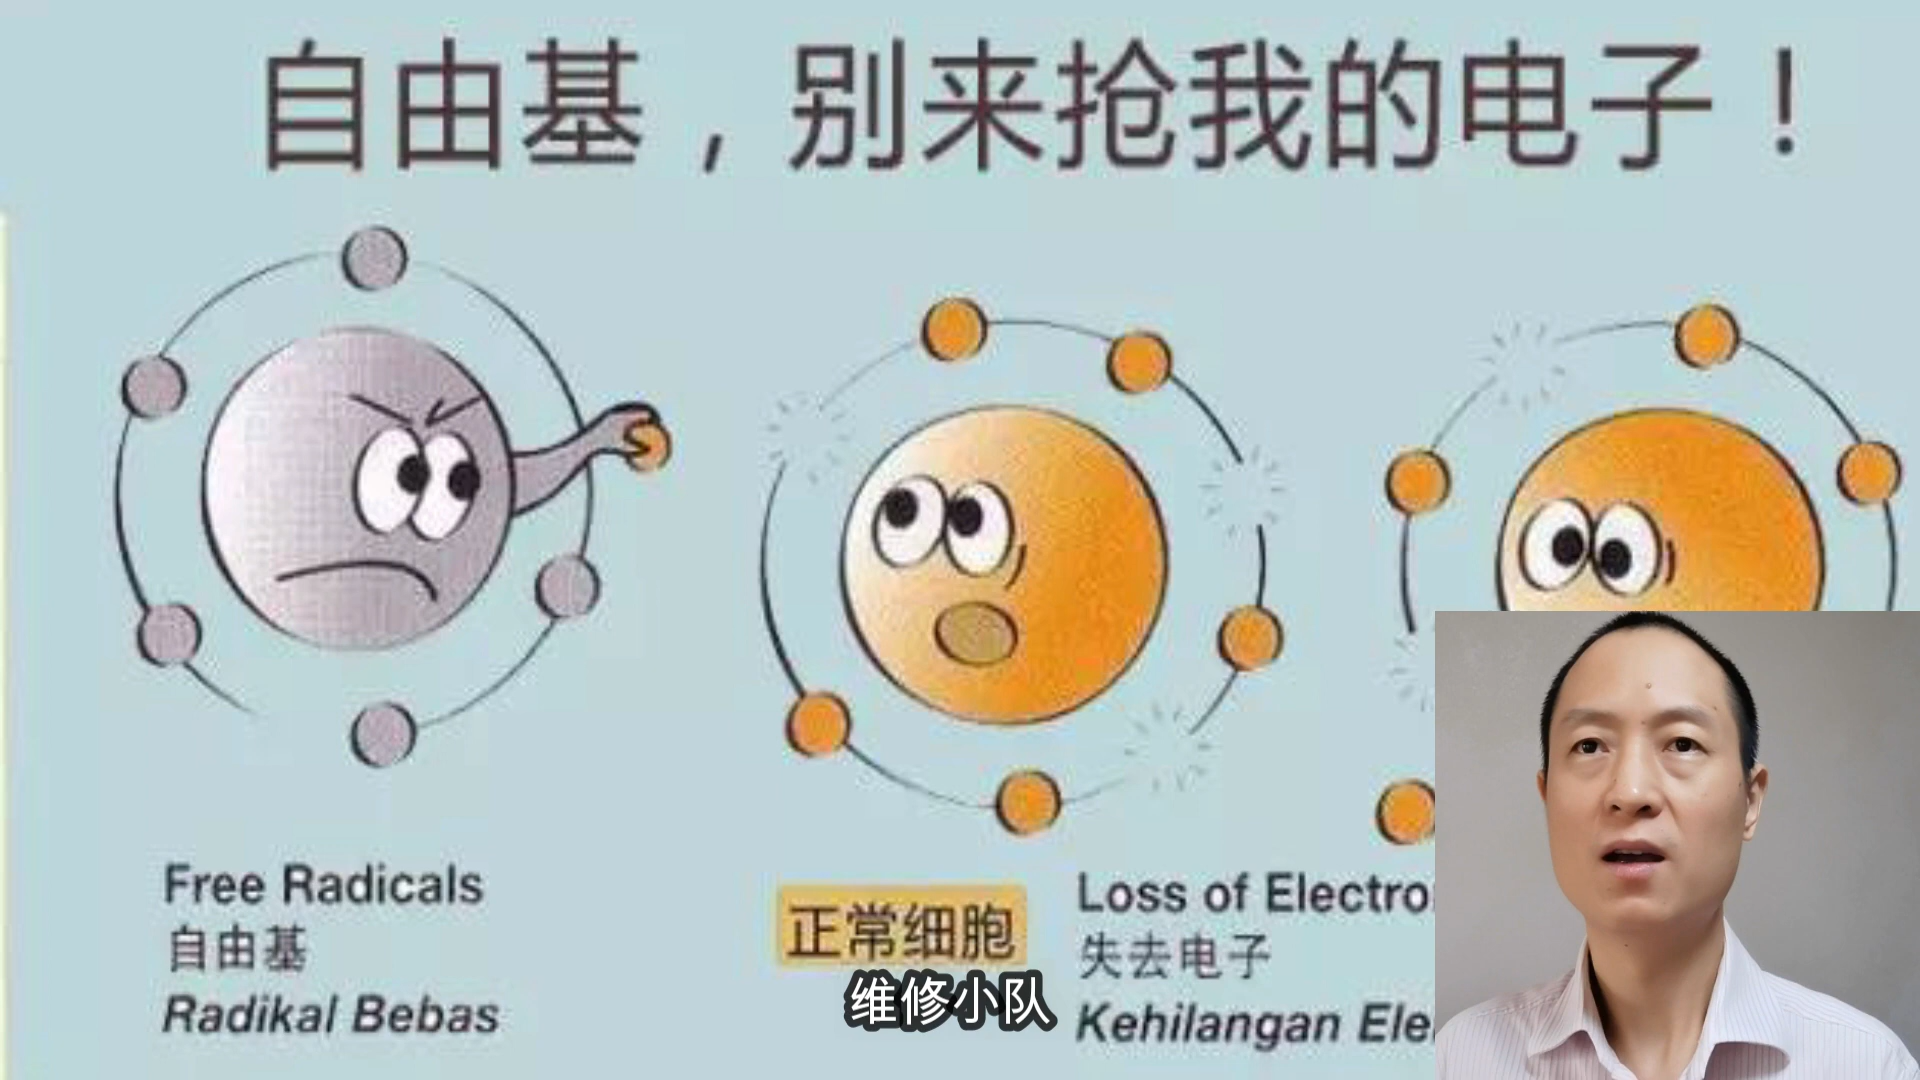 自由基，别来抢我的电子！
Free Radicals
自由基
Radikal Bebas
正常细胞
Loss of Electro
失去电子
Kehilangan Ele
维修小队